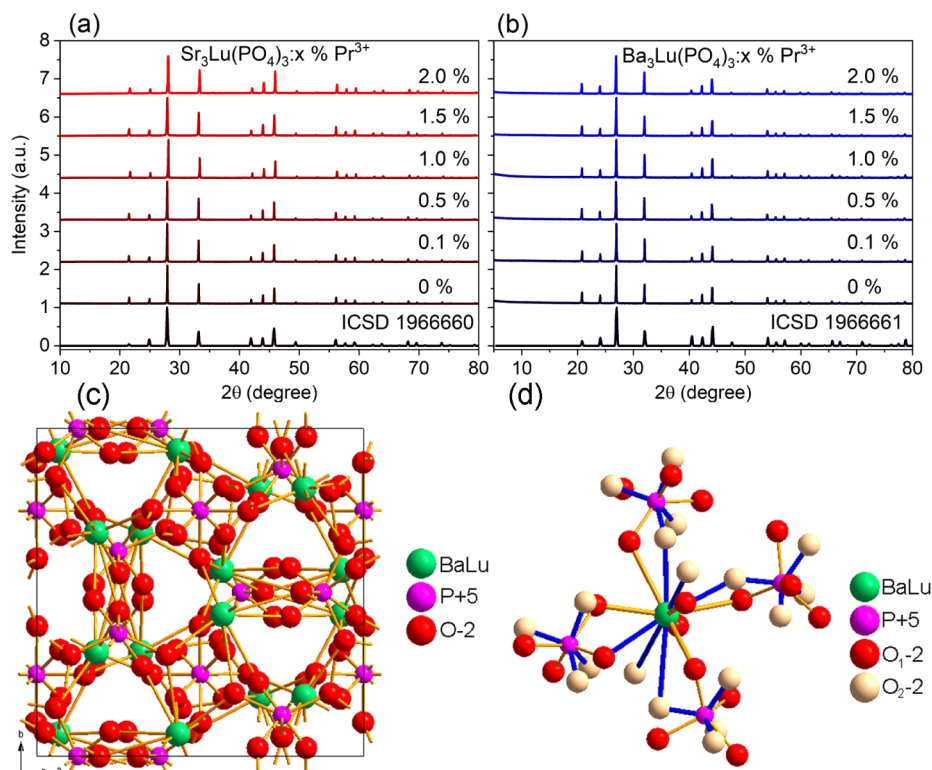 (a)
Sr₃Lu(PO₄)₃:x % Pr³⁺
2.0 %
1.5 %
1.0 %
0.5 %
0.1 %
0 %
ICSD 1966660
Intensity (a.u.)
8
7
6
5
4
3
2
1
0
10 20 30 40 50 60 70 80
2θ (degree)
(b)
Ba₃Lu(PO₄)₃:x % Pr³⁺
2.0 %
1.5 %
1.0 %
0.5 %
0.1 %
0 %
ICSD 1966661
10 20 30 40 50 60 70 80
2θ (degree)
(c)
BaLu
P+5
O-2
b
(d)
BaLu
P+5
O₁-2
O₂-2